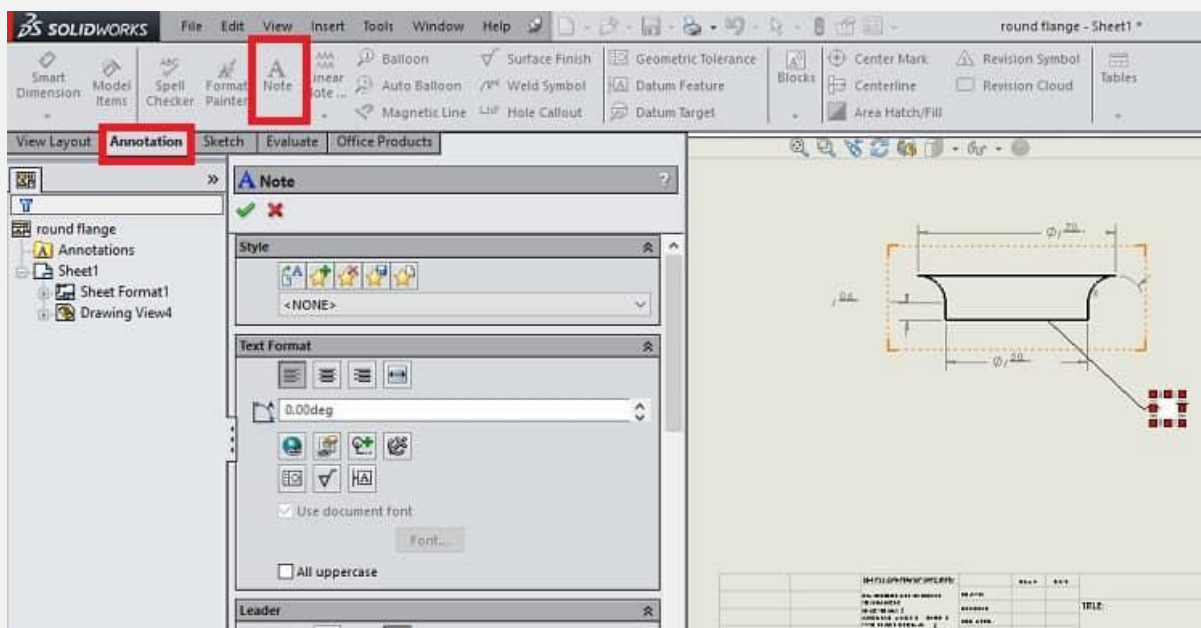 SOLIDWORKS File Edit View Insert Tools Window Help round flange - Sheet1 *
Smart Dimension
Model Items
ABC
Spell Checker
Format Painter
A
Note
Linear Note ...
Balloon
Auto Balloon
Magnetic Line
Surface Finish
Weld Symbol
Hole Callout
Geometric Tolerance
Datum Feature
Datum Target
Blocks
Center Mark
Centerline
Area Hatch/Fill
Revision Symbol
Revision Cloud
Tables
View Layout Annotation Sketch Evaluate Office Products
A Note
round flange
A Annotations
Sheet1
Sheet Format1
Drawing View4
Style
<NONE>
Text Format
0.00deg
Use document font
Font...
All uppercase
Leader
TITLE: